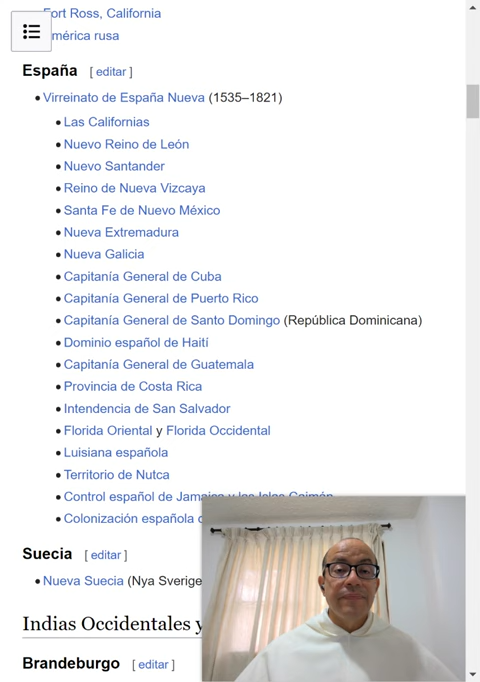 Fort Ross, California
América rusa
España [ editar ]
Virreinato de España Nueva (1535–1821)
Las Californias
Nuevo Reino de León
Nuevo Santander
Reino de Nueva Vizcaya
Santa Fe de Nuevo México
Nueva Extremadura
Nueva Galicia
Capitanía General de Cuba
Capitanía General de Puerto Rico
Capitanía General de Santo Domingo (República Dominicana)
Dominio español de Haití
Capitanía General de Guatemala
Provincia de Costa Rica
Intendencia de San Salvador
Florida Oriental y Florida Occidental
Luisiana española
Territorio de Nutca
Control español de Jamaica y las Islas Caimán
Colonización española
Suecia [ editar ]
Nueva Suecia (Nya Sverige
Indias Occidentales y
Brandeburgo [ editar ]